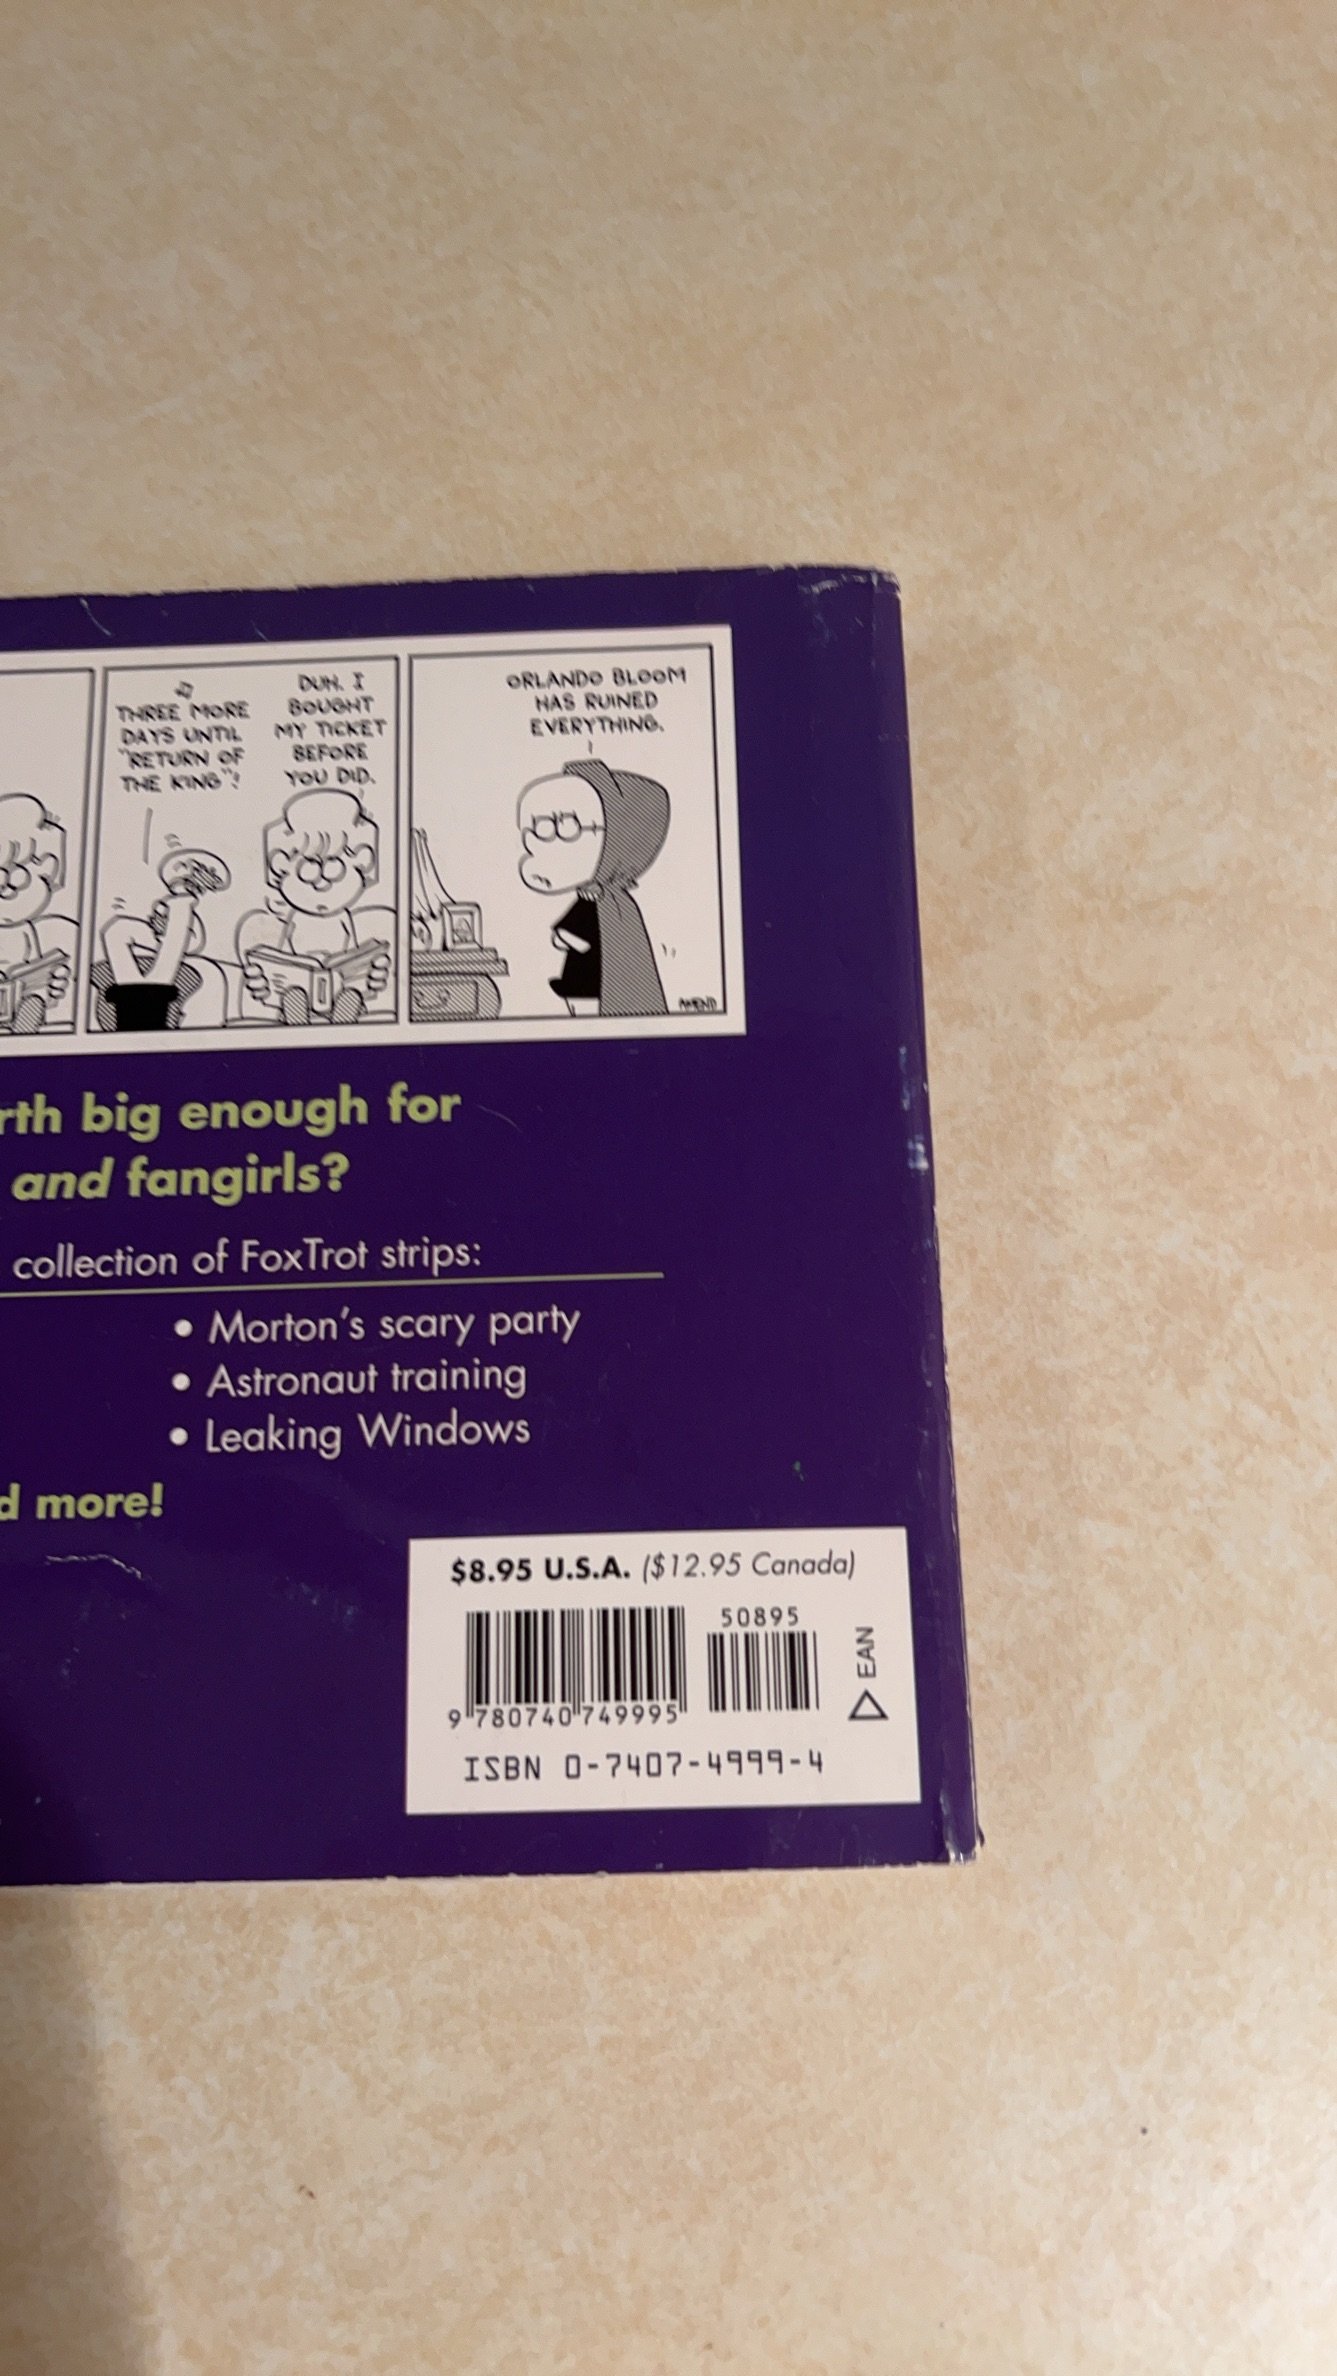 THREE MORE
DAYS UNTIL
"RETURN OF
THE KING"!
DUH. I
BOUGHT
MY TICKET
BEFORE
YOU DID.
ORLANDO BLOOM
HAS RUINED
EVERYTHING.
AMEND
rth big enough for
and fangirls?
collection of FoxTrot strips:
• Morton's scary party
• Astronaut training
• Leaking Windows
d more!
$8.95 U.S.A. ($12.95 Canada)
50895
EAN
9 780740 749995
ISBN 0-7407-4999-4